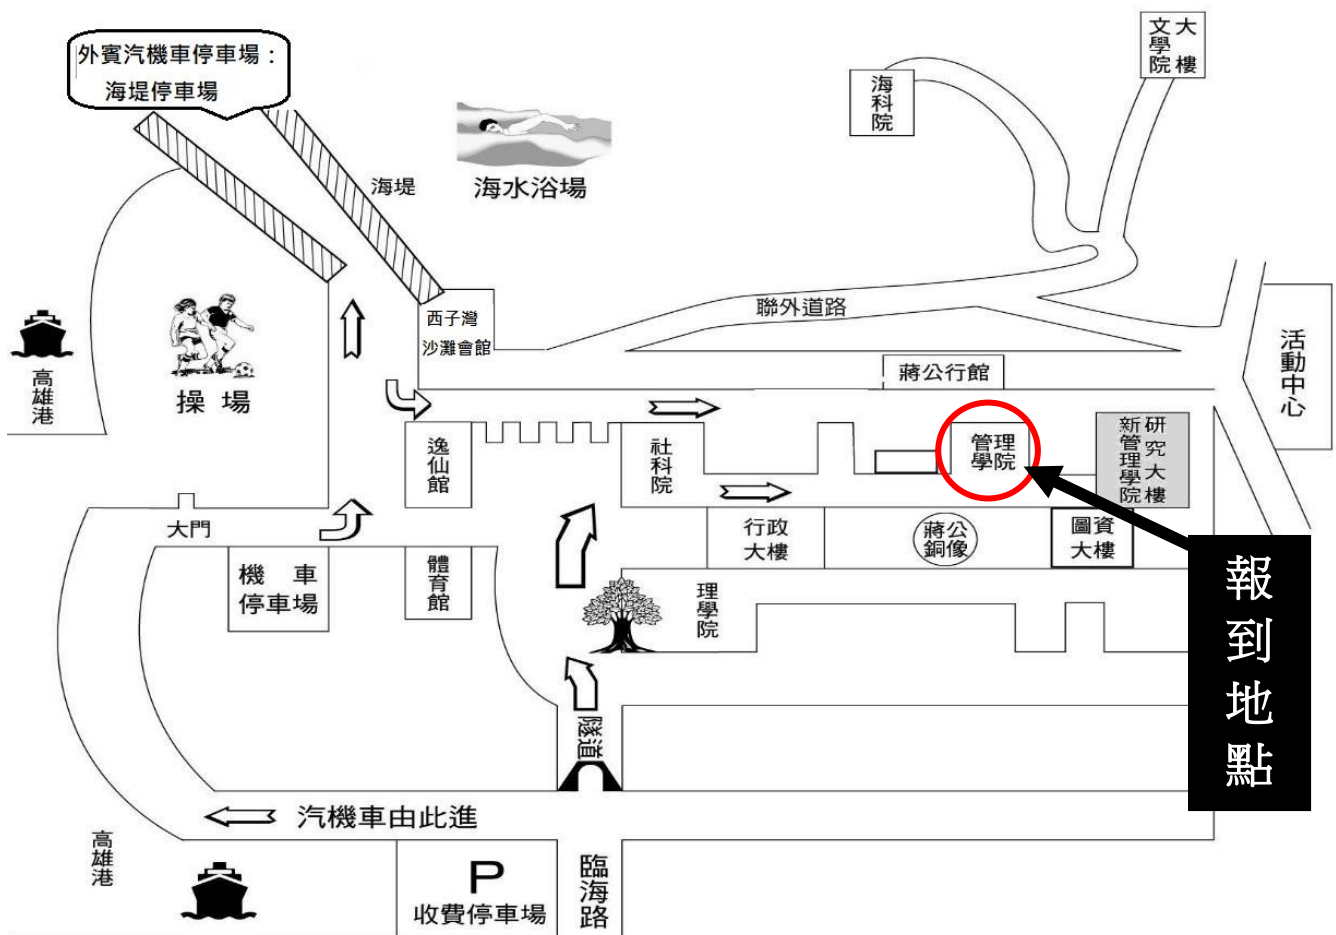 外賓汽機車停車場：
海堤停車場
文學院
大樓
海科院
海堤
海水浴場
聯外道路
西子灣
沙灘會館
高雄港
操場
活動中心
蔣公行館
逸仙館
社科院
管理
學院
新管理學院
研究大樓
大門
行政
大樓
蔣公
銅像
圖資
大樓
機車
停車場
體育館
理學院
報到地點
隧道
汽機車由此進
高雄港
P
收費停車場
臨海路